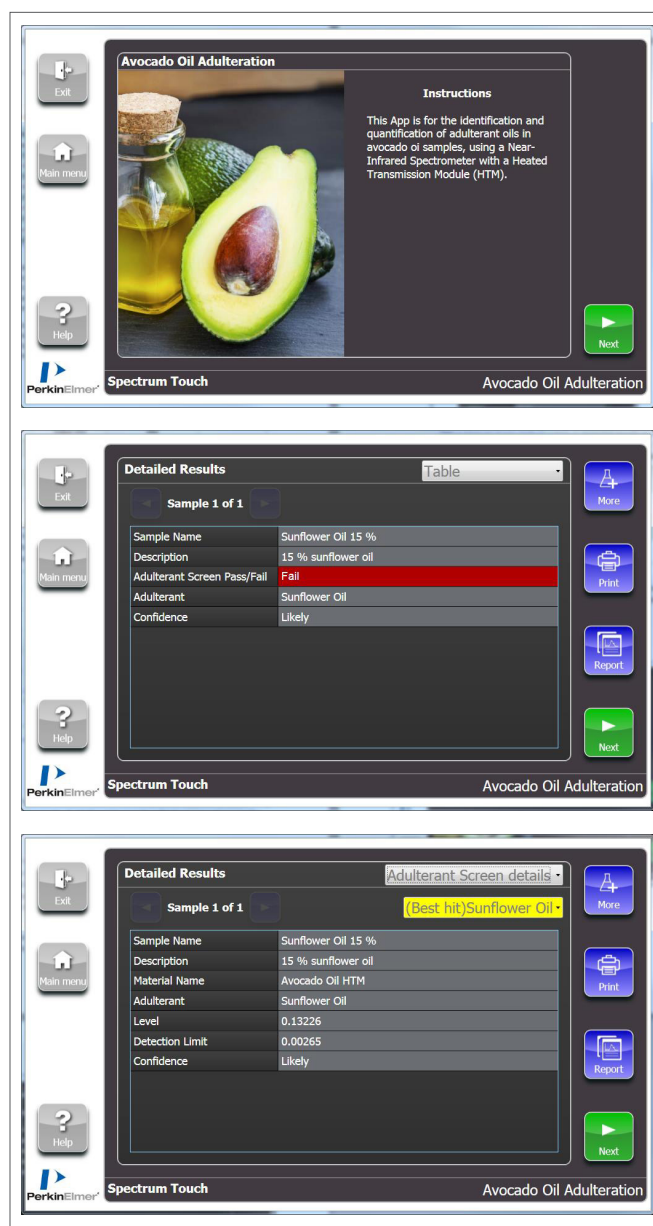 Avocado Oil Adulteration
Exit
Instructions
This App is for the identification and
quantification of adulterant oils in
avocado oi samples, using a Near-
Infrared Spectrometer with a Heated
Transmission Module (HTM).
Main menu
?
Help
Next
PerkinElmer
Spectrum Touch
Avocado Oil Adulteration
Detailed Results
Table
Exit
More
Sample 1 of 1
Sample Name Sunflower Oil 15 %
Description 15 % sunflower oil
Adulterant Screen Pass/Fail Fail
Adulterant Sunflower Oil
Confidence Likely
Main menu
Print
Report
?
Help
Next
PerkinElmer
Spectrum Touch
Avocado Oil Adulteration
Detailed Results
Adulterant Screen details
Exit
More
Sample 1 of 1
(Best hit)Sunflower Oil
Sample Name Sunflower Oil 15 %
Description 15 % sunflower oil
Material Name Avocado Oil HTM
Adulterant Sunflower Oil
Level 0.13226
Detection Limit 0.00265
Confidence Likely
Main menu
Print
Report
?
Help
Next
PerkinElmer
Spectrum Touch
Avocado Oil Adulteration